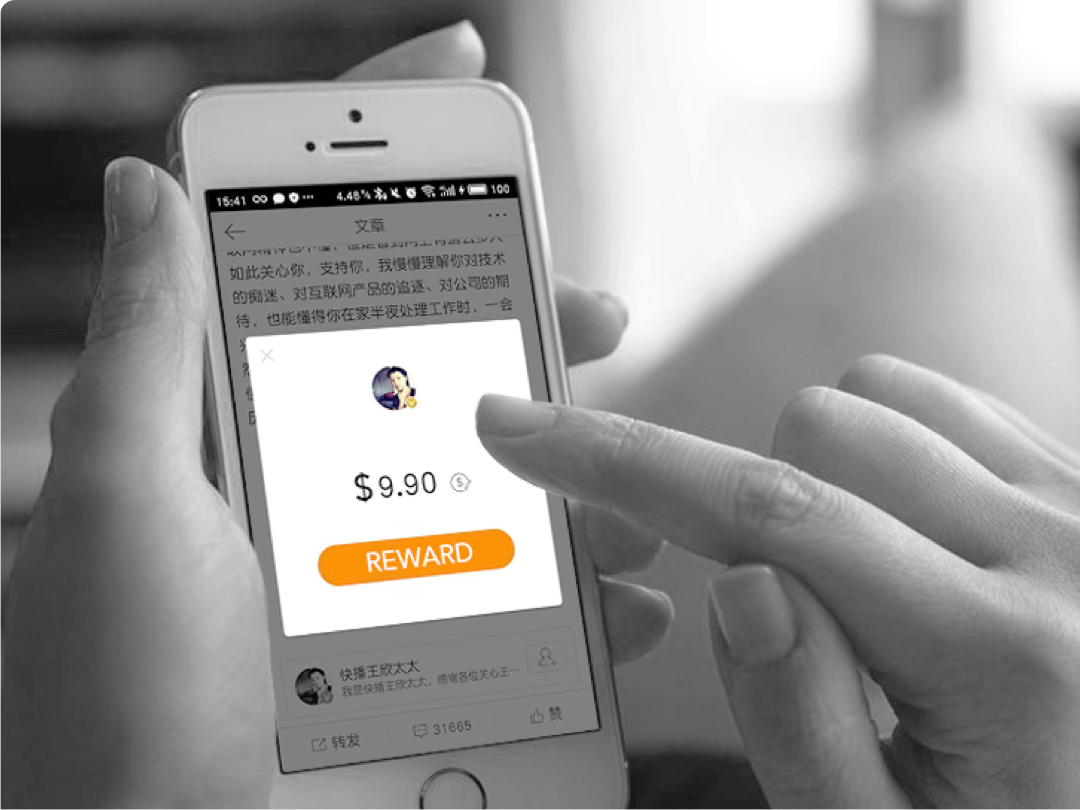 15:41 ... 4.48% 100
文章
如此关心你，支持你，我慢慢理解你对技术
的痴迷、对互联网产品的追逐、对公司的期
待，也能懂得你在家半夜处理工作时，一会
$9.90
REWARD
快播王欣太太
我是快播王欣太太，感谢各位关心王…
转发 31665 赞